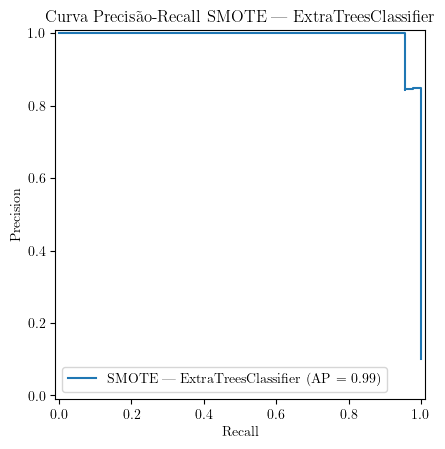 Curva Precisão-Recall SMOTE — ExtraTreesClassifier
1.0
0.8
0.6
0.4
0.2
0.0
Precision
SMOTE — ExtraTreesClassifier (AP = 0.99)
0.0 0.2 0.4 0.6 0.8 1.0
Recall